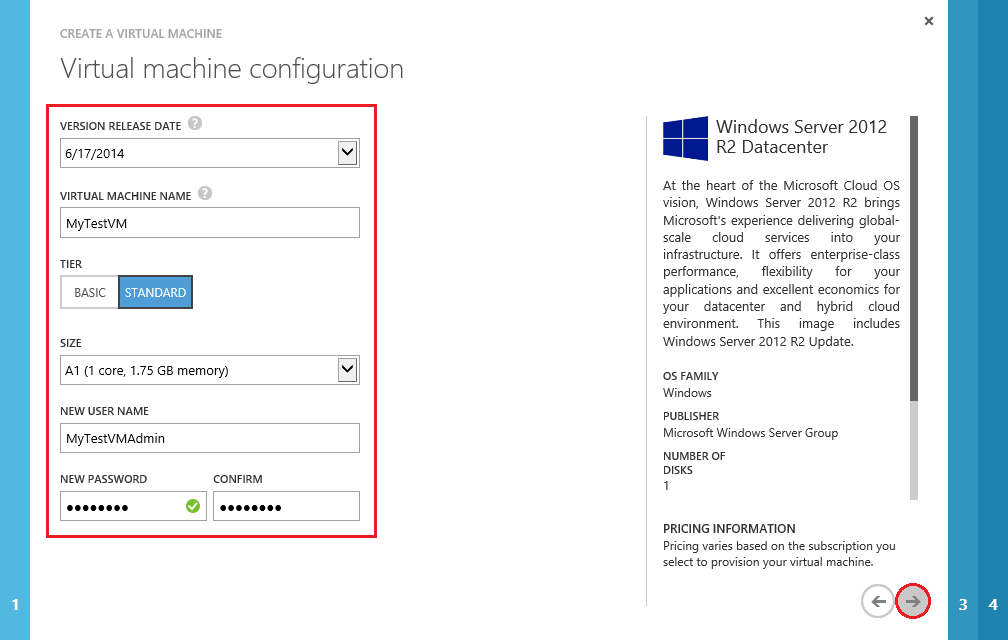 CREATE A VIRTUAL MACHINE
Virtual machine configuration
VERSION RELEASE DATE ?
6/17/2014
VIRTUAL MACHINE NAME ?
MyTestVM
TIER
BASIC STANDARD
SIZE
A1 (1 core, 1.75 GB memory)
NEW USER NAME
MyTestVMAdmin
NEW PASSWORD CONFIRM
●●●●●●●● ●●●●●●●●
Windows Server 2012
R2 Datacenter
At the heart of the Microsoft Cloud OS
vision, Windows Server 2012 R2 brings
Microsoft's experience delivering global-
scale cloud services into your
infrastructure. It offers enterprise-class
performance, flexibility for your
applications and excellent economics for
your datacenter and hybrid cloud
environment. This image includes
Windows Server 2012 R2 Update.
OS FAMILY
Windows
PUBLISHER
Microsoft Windows Server Group
NUMBER OF
DISKS
1
PRICING INFORMATION
Pricing varies based on the subscription you
select to provision your virtual machine.
1
3 4